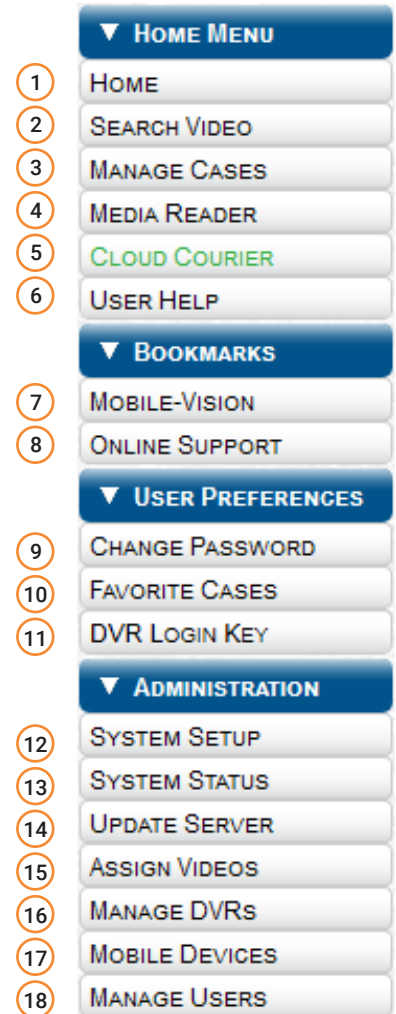 ▼ HOME MENU
1 HOME
2 SEARCH VIDEO
3 MANAGE CASES
4 MEDIA READER
5 CLOUD COURIER
6 USER HELP
▼ BOOKMARKS
7 MOBILE-VISION
8 ONLINE SUPPORT
▼ USER PREFERENCES
9 CHANGE PASSWORD
10 FAVORITE CASES
11 DVR LOGIN KEY
▼ ADMINISTRATION
12 SYSTEM SETUP
13 SYSTEM STATUS
14 UPDATE SERVER
15 ASSIGN VIDEOS
16 MANAGE DVRS
17 MOBILE DEVICES
18 MANAGE USERS